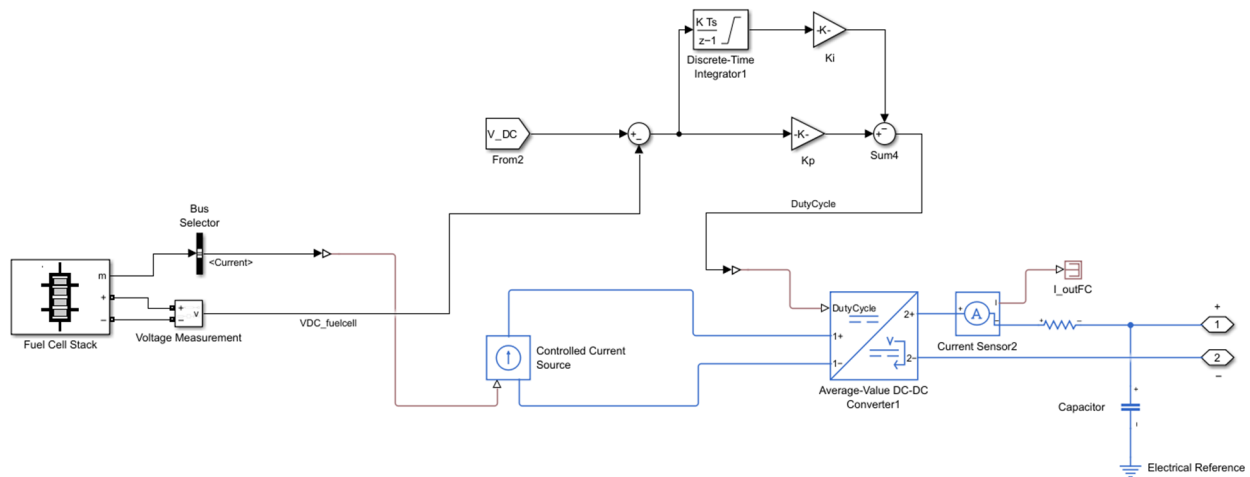 K Ts
z−1
Discrete-Time
Integrator1
-K-
Ki
V_DC
From2
+
−
-K-
Kp
+
−
Sum4
DutyCycle
Bus
Selector
<Current>
m
+
−
Fuel Cell Stack
+
−
v
Voltage Measurement
VDC_fuelcell
Controlled Current
Source
DutyCycle
1+
1−
2+
2−
V
Average-Value DC-DC
Converter1
+
A
I
−
Current Sensor2
I_outFC
+
−
+
1
2
−
Capacitor
+
−
Electrical Reference